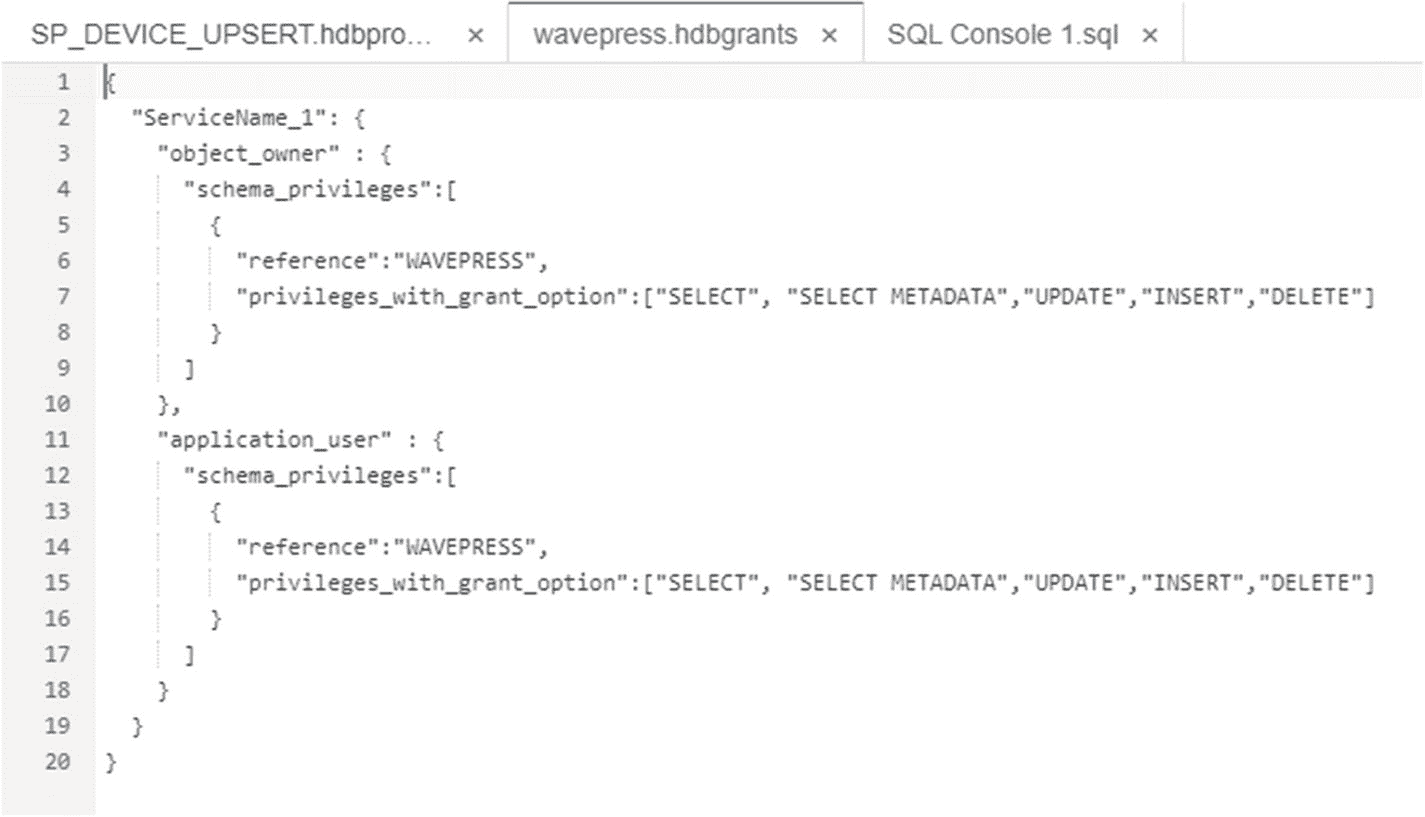 SP_DEVICE_UPSERT.hdbpro... × wavepress.hdbgrants × SQL Console 1.sql ×
1 {
2 "ServiceName_1": {
3 "object_owner" : {
4 "schema_privileges":[
5 {
6 "reference":"WAVEPRESS",
7 "privileges_with_grant_option":["SELECT", "SELECT METADATA","UPDATE","INSERT","DELETE"]
8 }
9 ]
10 },
11 "application_user" : {
12 "schema_privileges":[
13 {
14 "reference":"WAVEPRESS",
15 "privileges_with_grant_option":["SELECT", "SELECT METADATA","UPDATE","INSERT","DELETE"]
16 }
17 ]
18 }
19 }
20 }